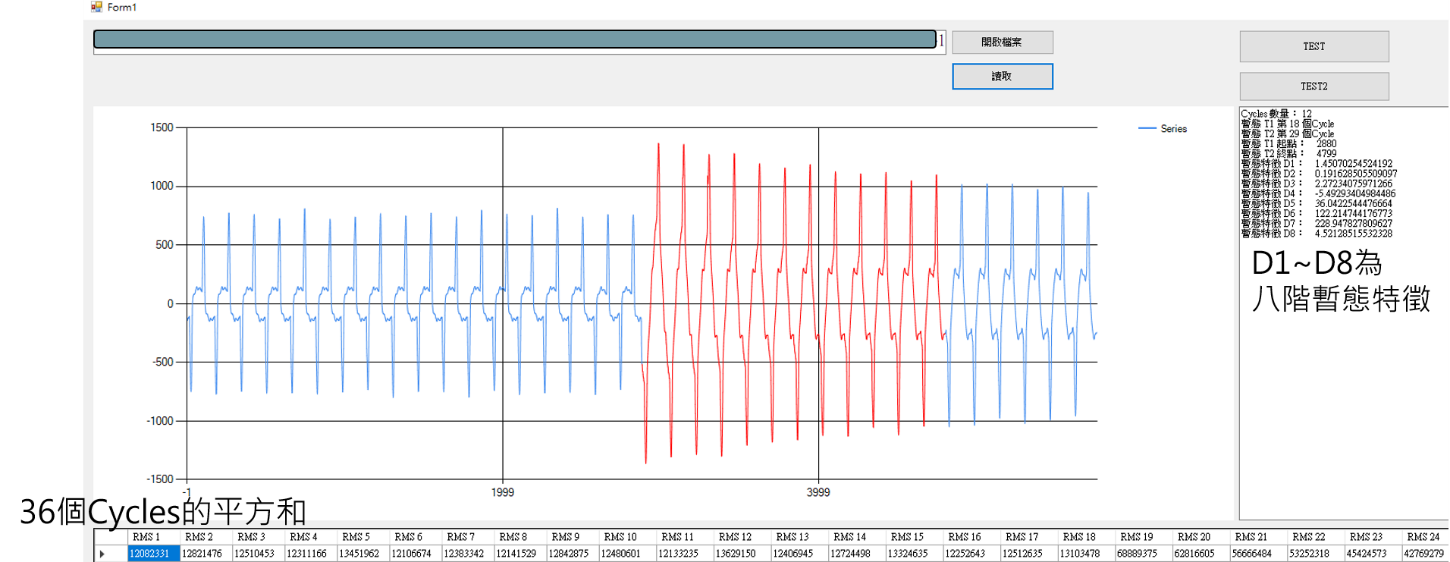 Form1
1
開啟檔案
TEST
讀取
TEST2
1500
1000
500
0
-500
-1000
-1500
-1
1999
3999
Series
Cycles 數量： 12
暫態 T1 第 18 個Cycle
暫態 T2 第 29 個Cycle
暫態 T1 起點： 2880
暫態 T2 終點： 4799
暫態特徵 D1： 1.45070254524192
暫態特徵 D2： 0.191628505509097
暫態特徵 D3： 2.27234075971266
暫態特徵 D4： -5.49293404984486
暫態特徵 D5： 36.0422544476664
暫態特徵 D6： 122.214744176773
暫態特徵 D7： 228.947827809627
暫態特徵 D8： 4.52128515532328
D1~D8為
八階暫態特徵
36個Cycles的平方和
RMS 1 RMS 2 RMS 3 RMS 4 RMS 5 RMS 6 RMS 7 RMS 8 RMS 9 RMS 10 RMS 11 RMS 12 RMS 13 RMS 14 RMS 15 RMS 16 RMS 17 RMS 18 RMS 19 RMS 20 RMS 21 RMS 22 RMS 23 RMS 24
12082331 12821476 12510453 12311166 13451962 12106674 12383342 12141529 12842875 12480601 12133235 13629150 12406945 12724498 13324635 12252643 12512635 13103478 68889375 62816605 56666484 53252318 45424573 42769279